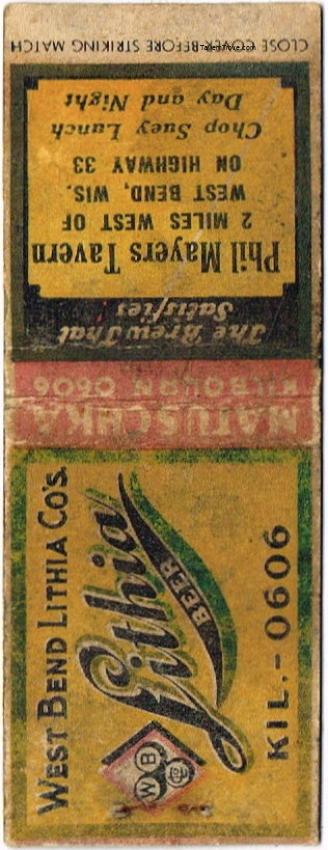 CLOSE COVER BEFORE STRIKING MATCH
TavernTrove.com
The Brew That
Satisfies
Phil Mayers Tavern
2 MILES WEST OF
WEST BEND, WIS.
ON HIGHWAY 33
Chop Suey Lunch
Day and Night
MATUSCHKA
KILBOURN 0606
WEST BEND LITHIA CO'S.
Lithia
BEER
W B
KIL.-0606